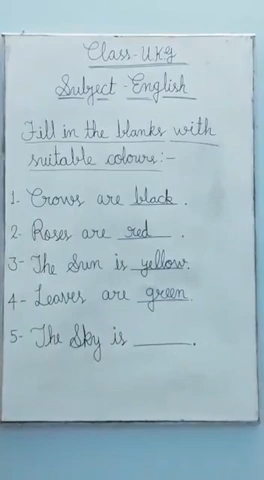 Class-U.K.G
Subject-English
Fill in the blanks with
suitable colours:-
1- Crows are black.
2- Roses are red.
3- The Sun is yellow.
4- Leaves are green.
5- The Sky is ______.